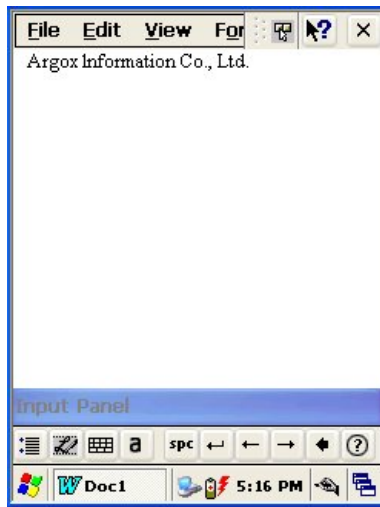 File Edit View For
Argox Information Co., Ltd.
Input Panel
a spc
Doc1 5:16 PM